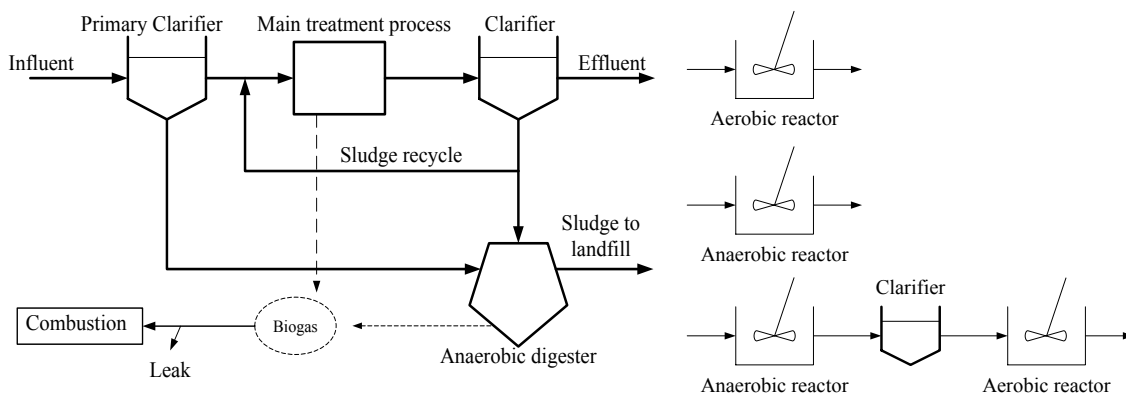 Primary Clarifier
Main treatment process
Clarifier
Influent
Effluent
Sludge recycle
Sludge to
landfill
Combustion
Biogas
Leak
Anaerobic digester
Aerobic reactor
Anaerobic reactor
Clarifier
Anaerobic reactor
Aerobic reactor